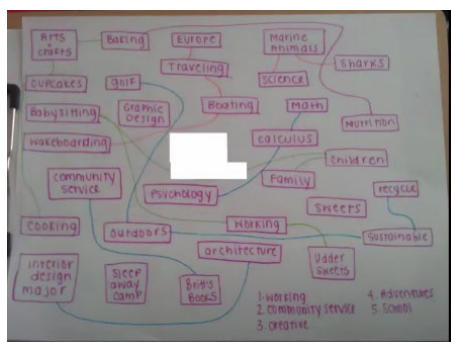 Arts + crafts
Baking
Europe
Marine Animals
Sharks
Traveling
Science
cupcakes
golf
Graphic Design
Boating
Math
Nutrition
Babysitting
Wakeboarding
calculus
children
Family
community service
Psychology
recycle
sweets
cooking
outdoors
Working
sustainable
architecture
udder sweets
interior design major
sleep away camp
Britt's Books
1. Working
2. community service
3. creative
4. Adventures
5. School